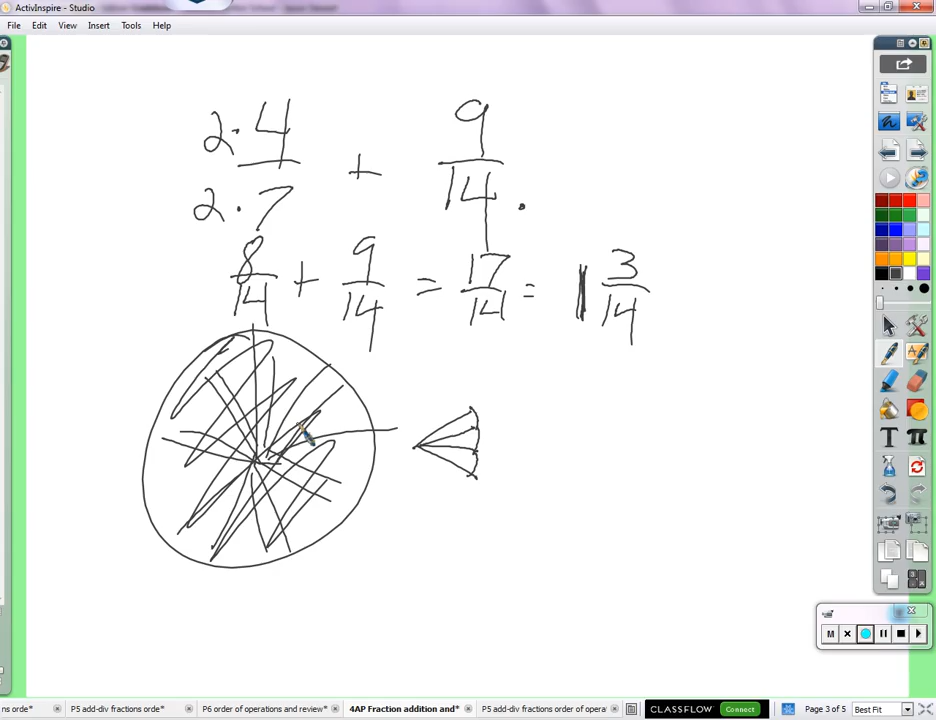 ActivInspire - Studio
File Edit View Insert Tools Help
2·4/2·7 + 9/14.
8/14 + 9/14 = 17/14 = 1 3/14
M
ns orde* P5 add-div fractions orde* P6 order of operations and review* 4AP Fraction addition and* P5 add-div fractions order of opera CLASSFLOW Connect Page 3 of 5 Best Fit